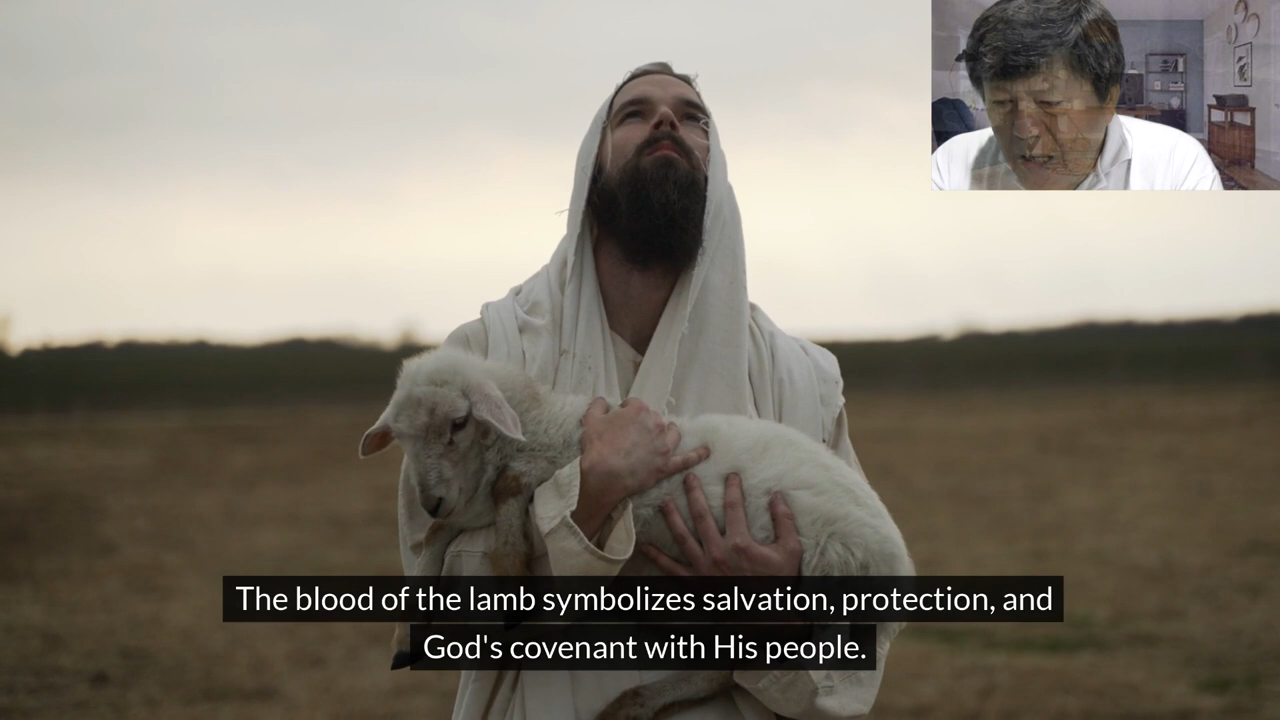 The blood of the lamb symbolizes salvation, protection, and
God's covenant with His people.